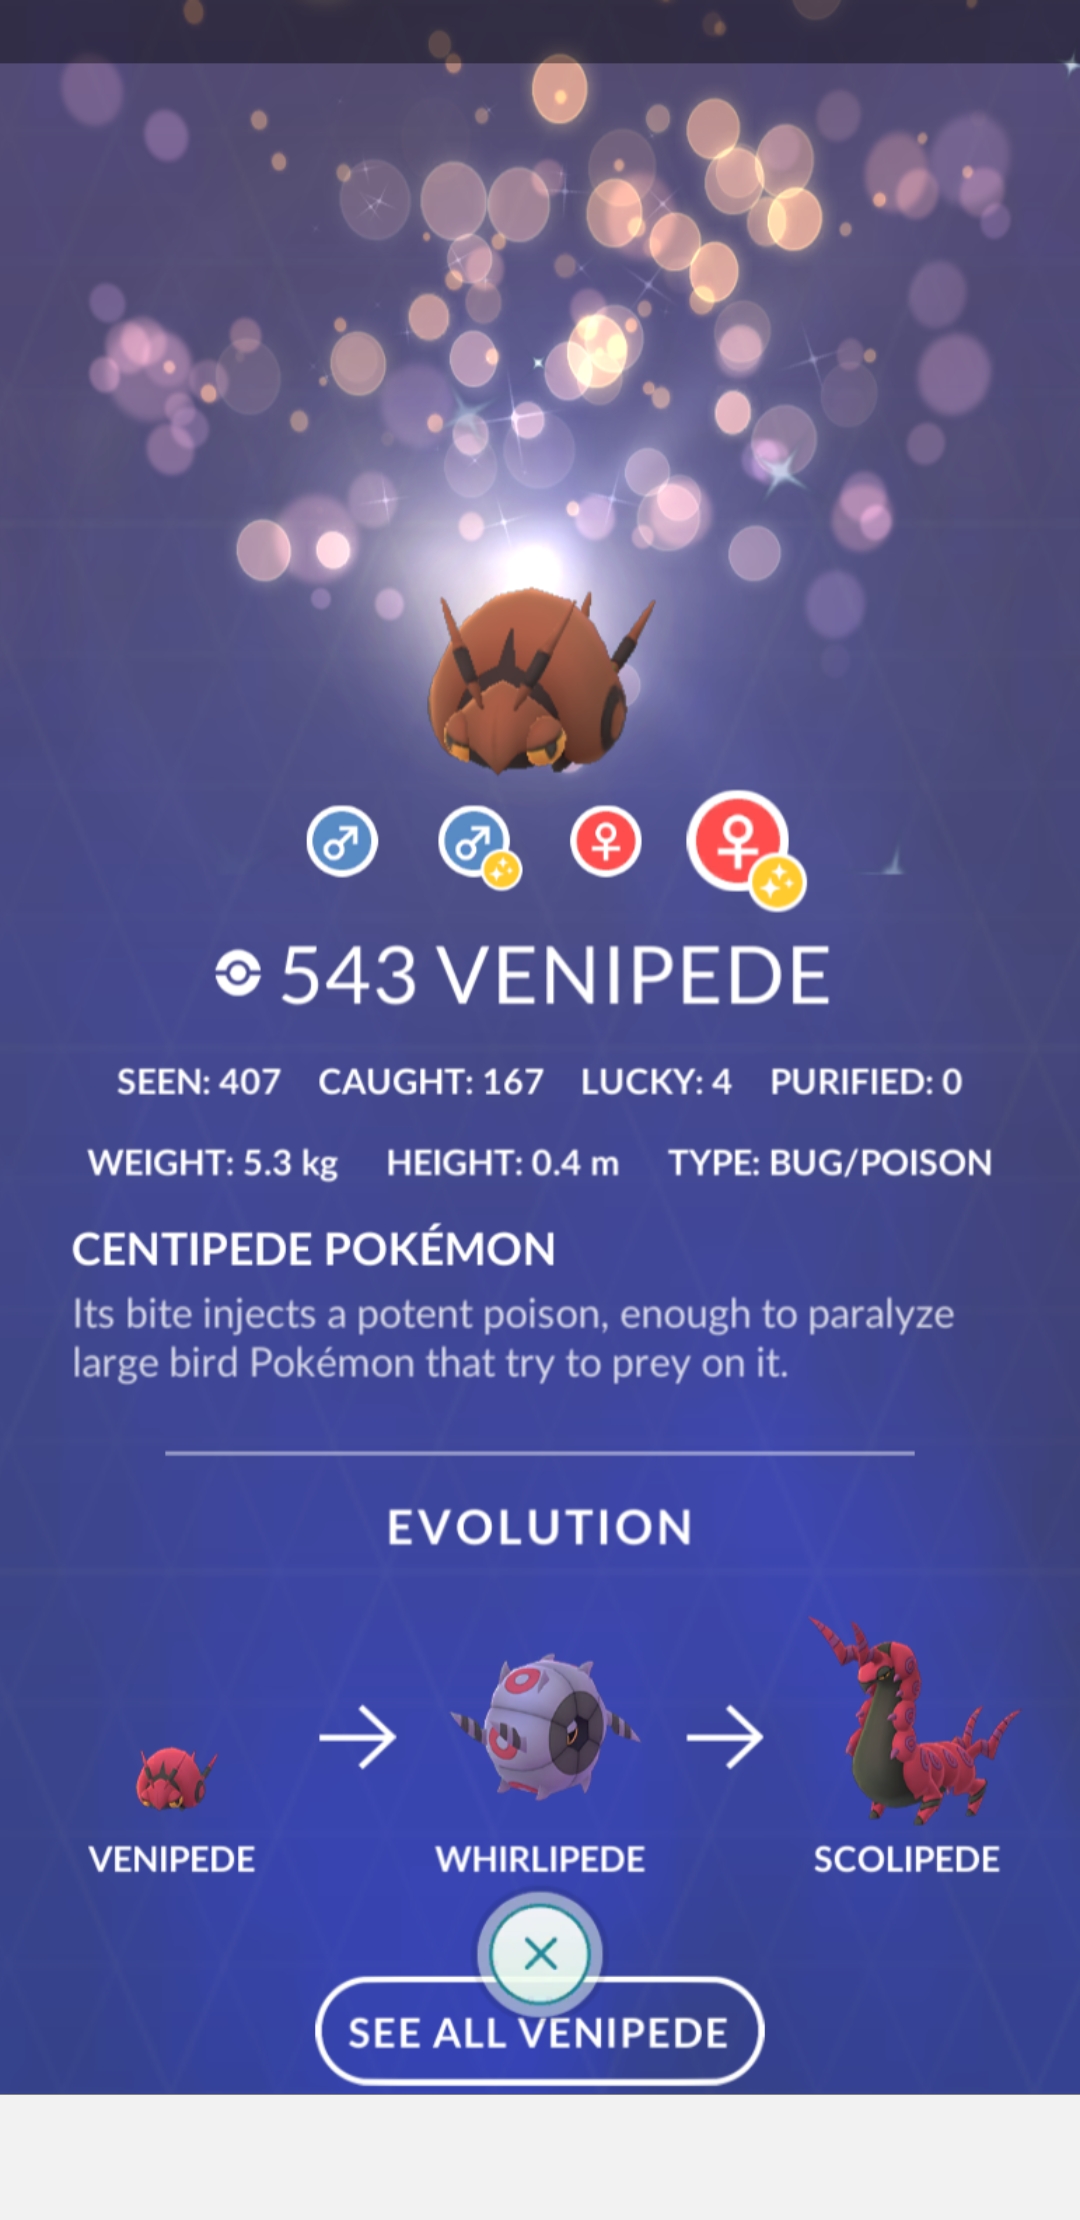 543 VENIPEDE
SEEN: 407 CAUGHT: 167 LUCKY: 4 PURIFIED: 0
WEIGHT: 5.3 kg HEIGHT: 0.4 m TYPE: BUG/POISON
CENTIPEDE POKÉMON
Its bite injects a potent poison, enough to paralyze
large bird Pokémon that try to prey on it.
EVOLUTION
VENIPEDE WHIRLIPEDE SCOLIPEDE
SEE ALL VENIPEDE